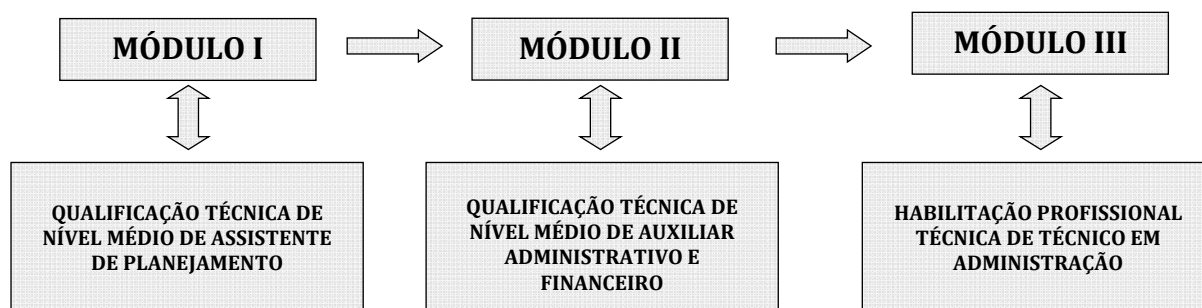 MÓDULO I
MÓDULO II
MÓDULO III
QUALIFICAÇÃO TÉCNICA DE
NÍVEL MÉDIO DE ASSISTENTE
DE PLANEJAMENTO
QUALIFICAÇÃO TÉCNICA DE
NÍVEL MÉDIO DE AUXILIAR
ADMINISTRATIVO E
FINANCEIRO
HABILITAÇÃO PROFISSIONAL
TÉCNICA DE TÉCNICO EM
ADMINISTRAÇÃO